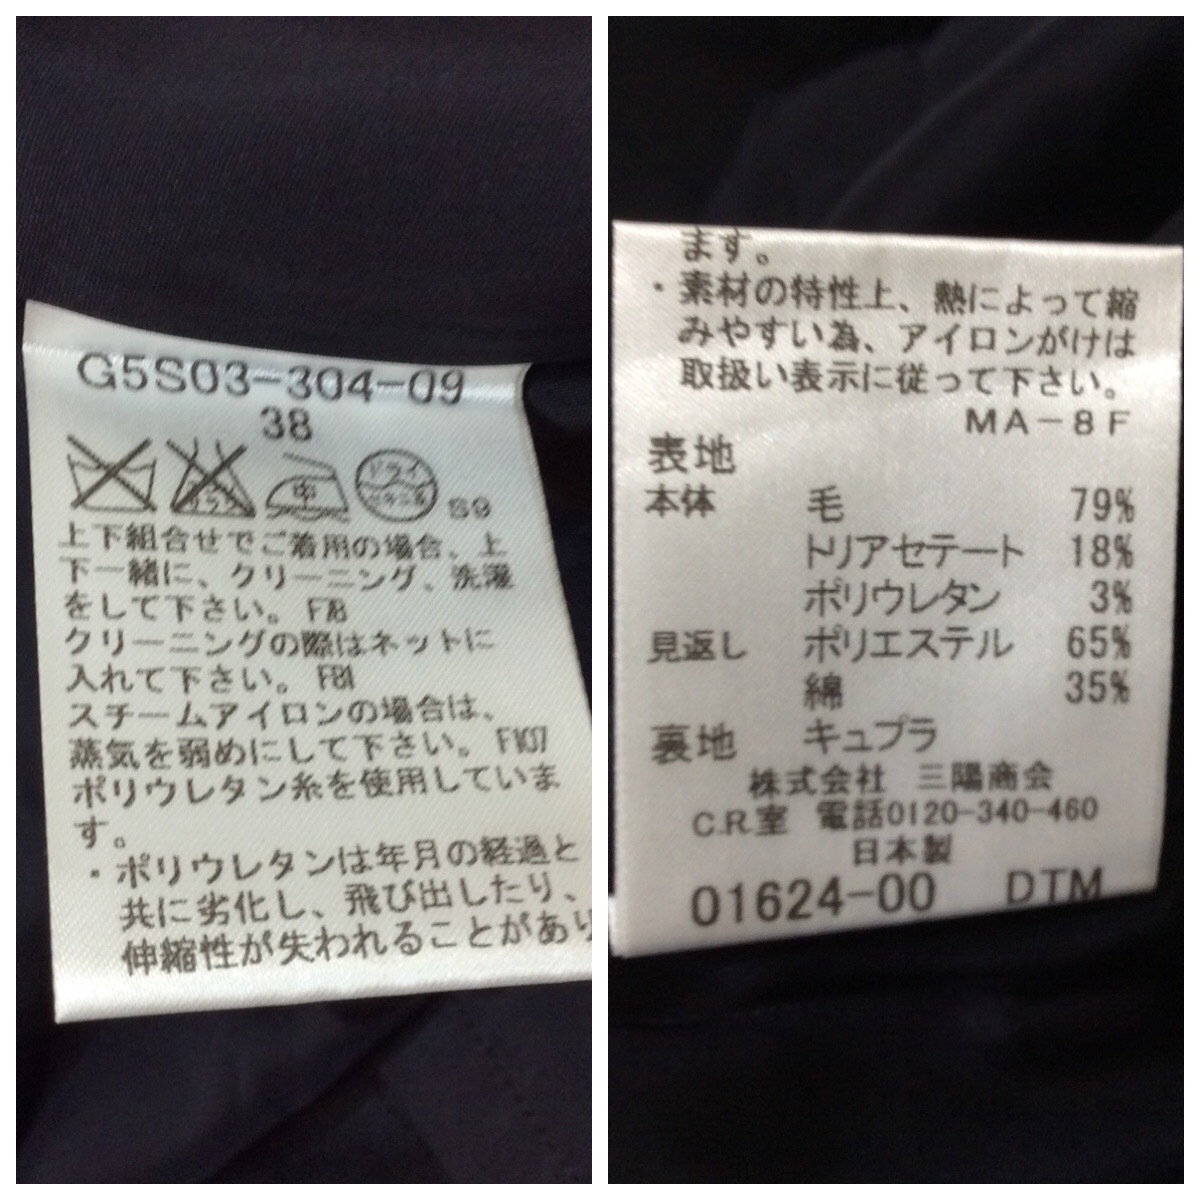 G5S03-304-09
38
中
ドライ
セキユ系
S9
上下組合せでご着用の場合、上
下一緒に、クリーニング、洗濯
をして下さい。 F78
クリーニングの際はネットに
入れて下さい。 F81
スチームアイロンの場合は、
蒸気を弱めにして下さい。F107
ポリウレタン糸を使用していま
す。
・ポリウレタンは年月の経過と
共に劣化し、飛び出したり、
伸縮性が失われることがあり
ます。
・素材の特性上、熱によって縮
みやすい為、アイロンがけは
取扱い表示に従って下さい。
MA-8F
表地
本体 毛 79%
トリアセテート 18%
ポリウレタン 3%
見返し ポリエステル 65%
綿 35%
裏地 キュプラ
株式会社 三陽商会
C.R.室 電話0120-340-460
日本製
01624-00 DTM